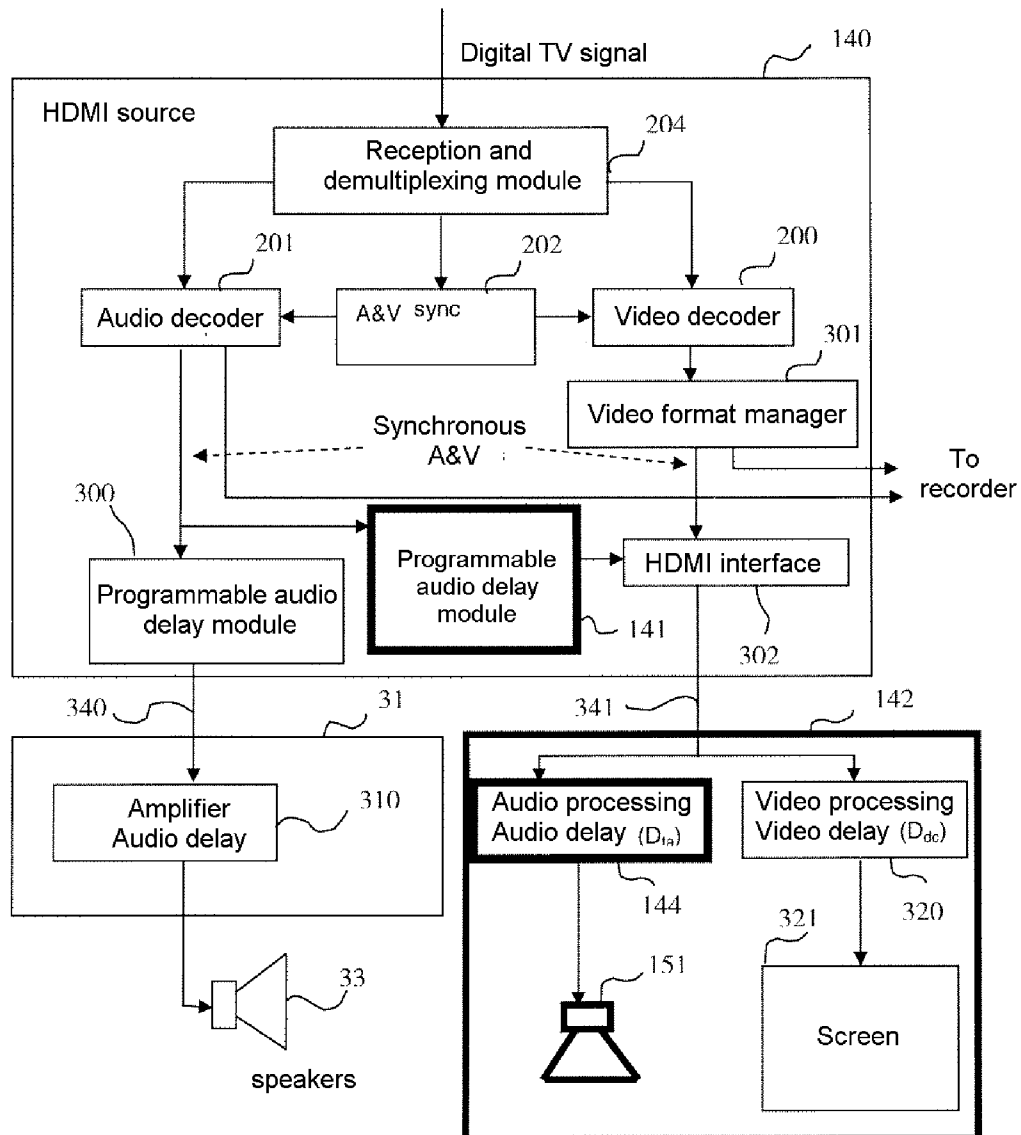 Digital TV signal
140
HDMI source
204
Reception and
demultiplexing module
201
202
200
Audio decoder
A&V sync
Video decoder
301
Video format manager
Synchronous
A&V
To
recorder
300
Programmable
audio delay
module
HDMI interface
Programmable audio
delay module
141
302
340
31
341
142
Amplifier
Audio delay
310
Audio processing
Audio delay (Dta)
Video processing
Video delay (Ddc)
144
320
321
151
33
Screen
speakers